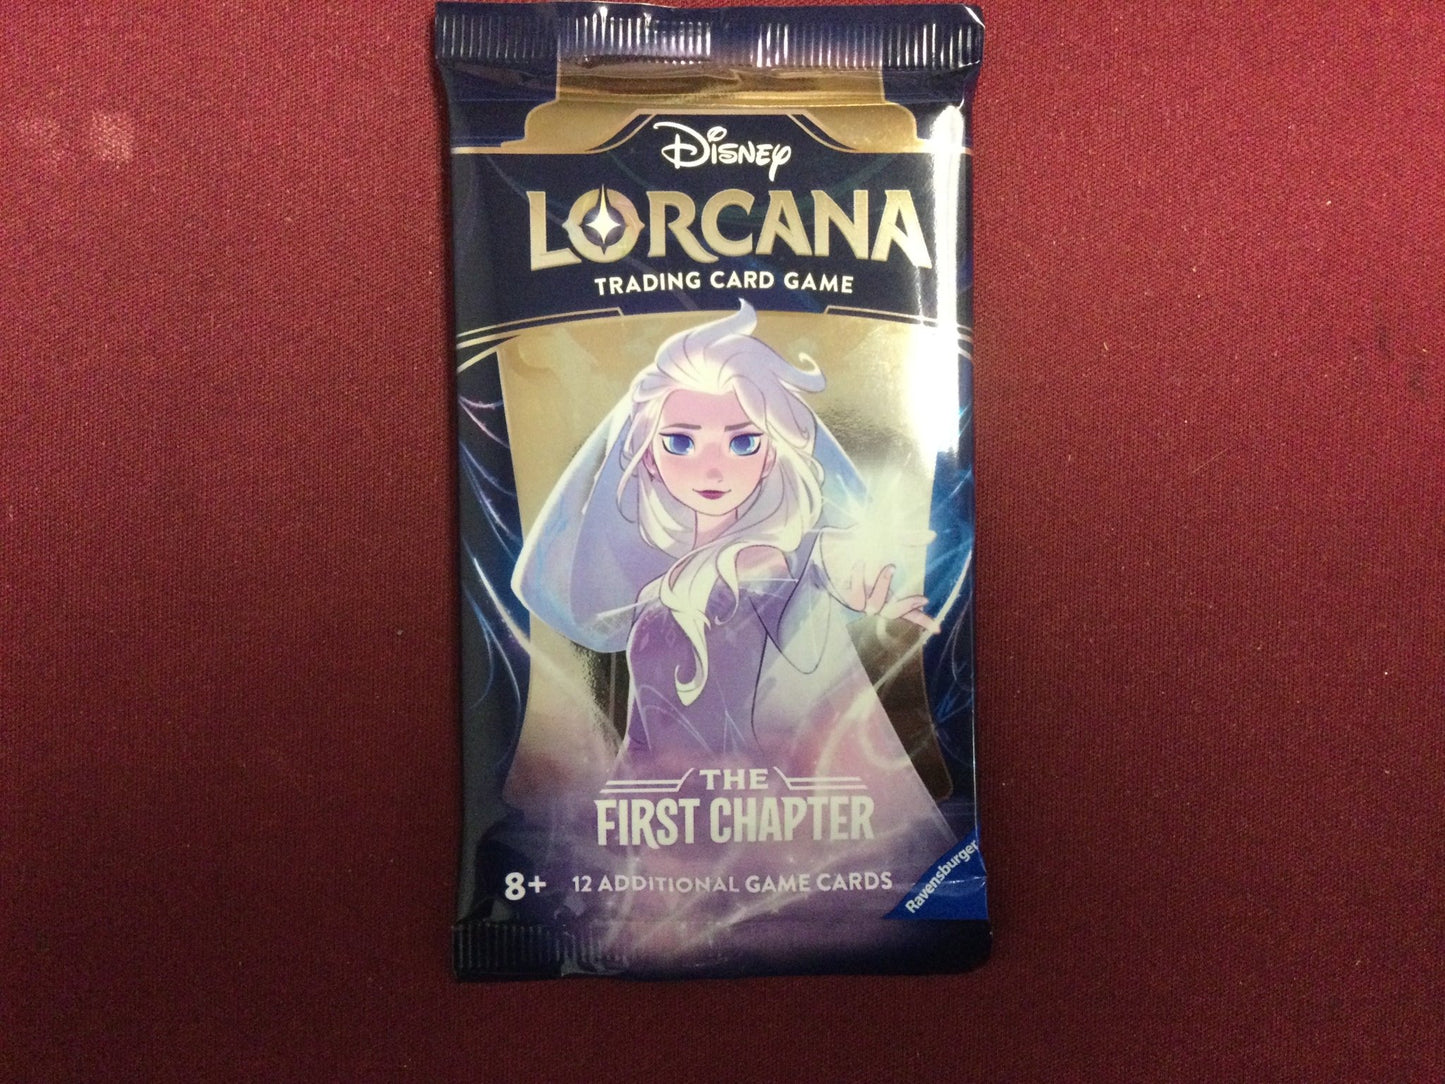 Disney
LORCANA
TRADING CARD GAME
THE
FIRST CHAPTER
8+
12 ADDITIONAL GAME CARDS
Ravensburger